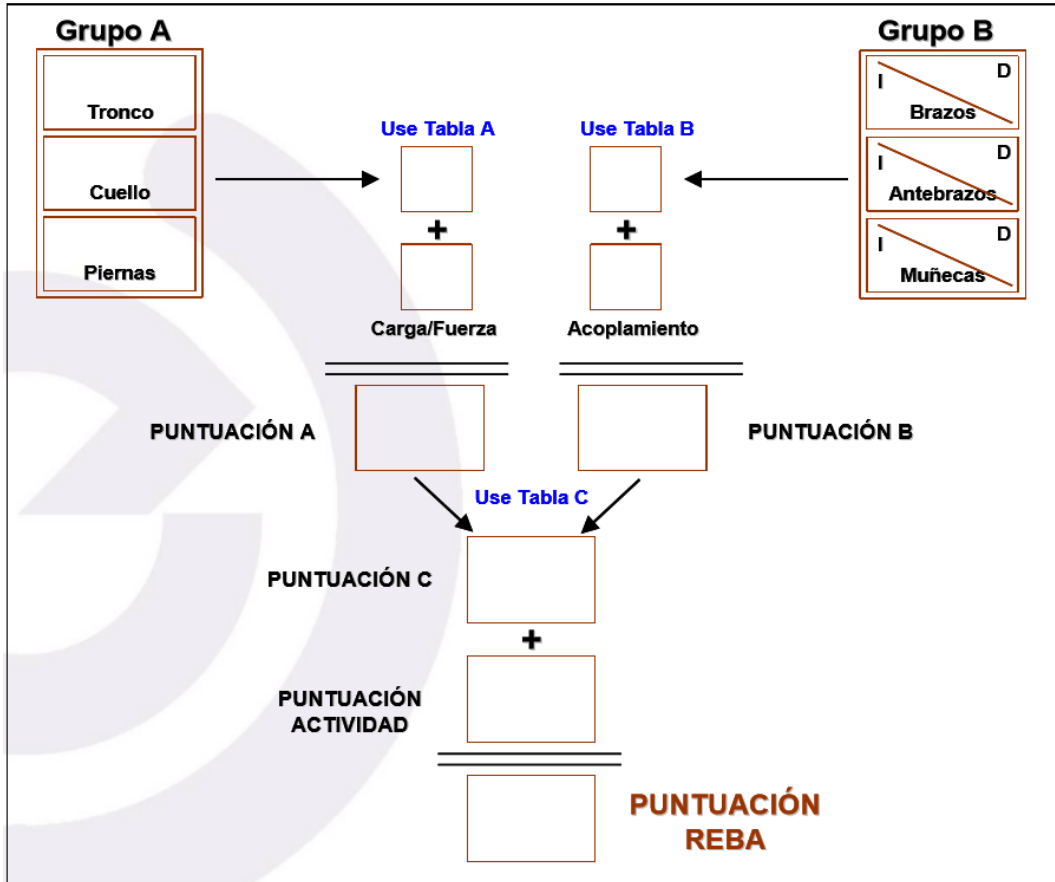 Grupo A
Grupo B
Tronco
Cuello
Piernas
I
D
Brazos
I
D
Antebrazos
I
D
Muñecas
Use Tabla A
Use Tabla B
+
+
Carga/Fuerza
Acoplamiento
PUNTUACIÓN A
PUNTUACIÓN B
Use Tabla C
PUNTUACIÓN C
+
PUNTUACIÓN
ACTIVIDAD
PUNTUACIÓN
REBA